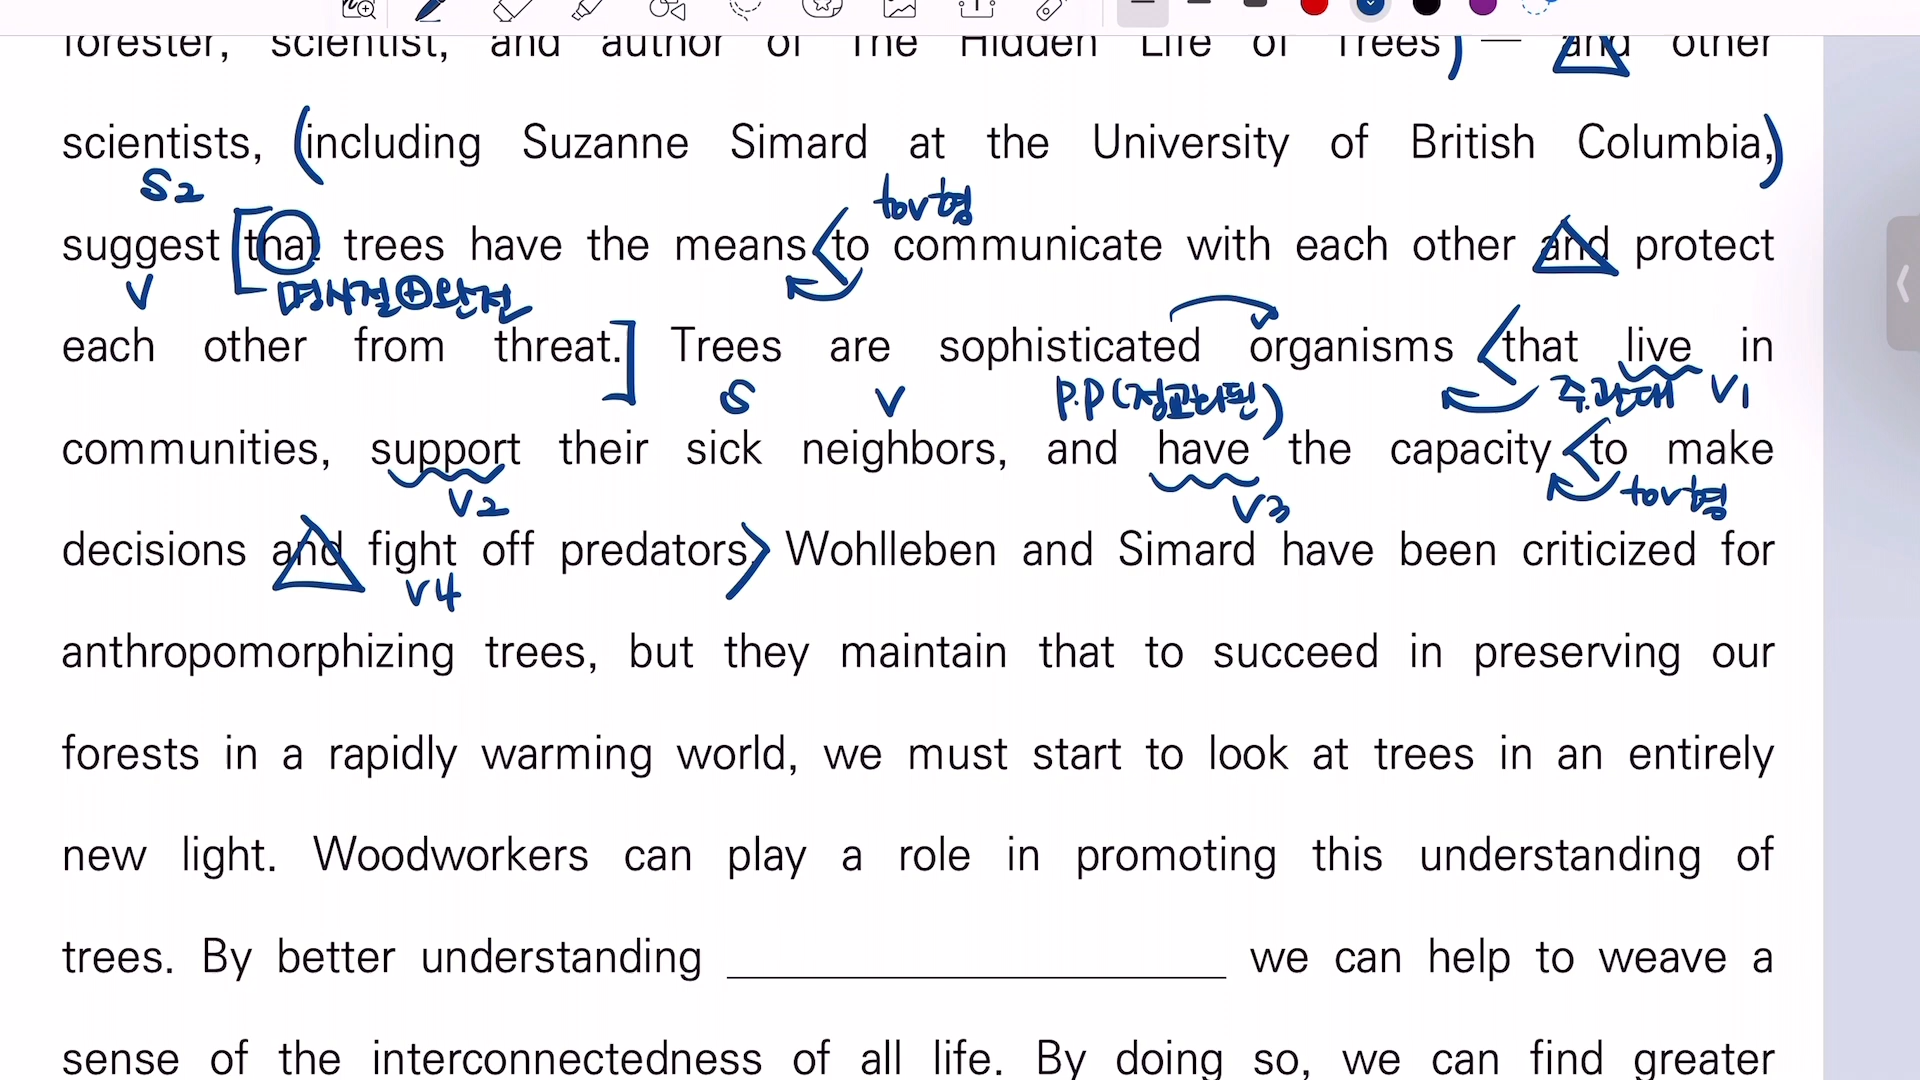 forester, scientist, and author of The Hidden Life of Trees) — and other
scientists, (including Suzanne Simard at the University of British Columbia,)
S2 to V 형
suggest [that trees have the means <to communicate with each other and protect
V 명사절 ⊕ 완전
each other from threat.] Trees are sophisticated organisms <that live in
S V P.P (정교화된) 주.관대 V1
communities, support their sick neighbors, and have the capacity <to make
V2 V3 to V 형
decisions and fight off predators.> Wohlleben and Simard have been criticized for
V4
anthropomorphizing trees, but they maintain that to succeed in preserving our
forests in a rapidly warming world, we must start to look at trees in an entirely
new light. Woodworkers can play a role in promoting this understanding of
trees. By better understanding ____________________ we can help to weave a
sense of the interconnectedness of all life. By doing so, we can find greater